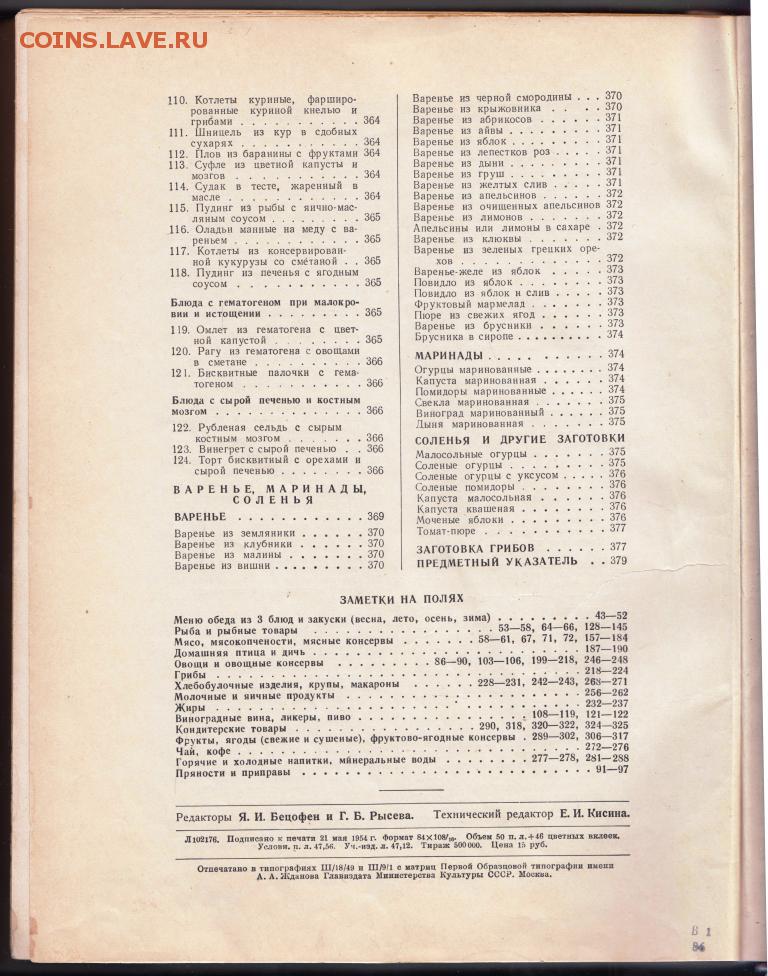 COINS.LAVE.RU
110. Котлеты куриные, фарширо-
рованные куриной кнелью и
грибами . . . . . . . . . . . 364
111. Шницель из кур в сдобных
сухарях . . . . . . . . . . . 364
112. Плов из баранины с фруктами 364
113. Суфле из цветной капусты и
мозгов . . . . . . . . . . . 364
114. Судак в тесте, жаренный в
масле . . . . . . . . . . . . 364
115. Пудинг из рыбы с яично-мас-
ляным соусом . . . . . . . . 365
116. Оладьи манные на меду с ва-
реньем . . . . . . . . . . . 365
117. Котлеты из консервирован-
ной кукурузы со сметаной . . 365
118. Пудинг из печенья с ягодным
соусом . . . . . . . . . . . 365
Блюда с гематогеном при малокро-
вии и истощении . . . . . . . . . 365
119. Омлет из гематогена с цвет-
ной капустой . . . . . . . . 365
120. Рагу из гематогена с овощами
в сметане . . . . . . . . . . 366
121. Бисквитные палочки с гема-
тогеном . . . . . . . . . . . 366
Блюда с сырой печенью и костным
мозгом . . . . . . . . . . . . . 366
122. Рубленая сельдь с сырым
костным мозгом . . . . . . . 366
123. Винегрет с сырой печенью . . 366
124. Торт бисквитный с орехами и
сырой печенью . . . . . . . . 366
ВАРЕНЬЕ, МАРИНАДЫ,
СОЛЕНЬЯ
ВАРЕНЬЕ . . . . . . . . . . . . 369
Варенье из земляники . . . . . . 370
Варенье из клубники . . . . . . 370
Варенье из малины . . . . . . . 370
Варенье из вишни . . . . . . . . 370
Варенье из черной смородины . . . 370
Варенье из крыжовника . . . . 370
Варенье из абрикосов . . . . . . 371
Варенье из айвы . . . . . . . . 371
Варенье из яблок . . . . . . . . 371
Варенье из лепестков роз . . . . . 371
Варенье из дыни . . . . . . . . 371
Варенье из груш . . . . . . . . 371
Варенье из желтых слив . . . . . 371
Варенье из апельсинов . . . . . . 372
Варенье из очищенных апельсинов 372
Варенье из лимонов . . . . . . . 372
Апельсины или лимоны в сахаре . 372
Варенье из клюквы . . . . . . . 372
Варенье из зеленых грецких оре-
хов . . . . . . . . . . . . . 372
Варенье-желе из яблок . . . . . 373
Повидло из яблок . . . . . . . . 373
Повидло из яблок и слив . . . . . 373
Фруктовый мармелад . . . . . . . 373
Пюре из свежих ягод . . . . . . 373
Варенье из брусники . . . . . . 373
Брусника в сиропе . . . . . . . . 374
МАРИНАДЫ . . . . . . . . . . . 374
Огурцы маринованные . . . . . . . 374
Капуста маринованная . . . . . . 374
Помидоры маринованные . . . . . . 374
Свекла маринованная . . . . . . . 375
Виноград маринованный . . . . . . 375
Дыня маринованная . . . . . . . 375
СОЛЕНЬЯ И ДРУГИЕ ЗАГОТОВКИ
Малосольные огурцы . . . . . . . 375
Соленые огурцы . . . . . . . . . 375
Соленые огурцы с уксусом . . . . . 376
Соленые помидоры . . . . . . . . 376
Капуста малосольная . . . . . . 376
Капуста квашеная . . . . . . . . 376
Моченые яблоки . . . . . . . . . 376
Томат-пюре . . . . . . . . . . . 377
ЗАГОТОВКА ГРИБОВ . . . . . . 377
ПРЕДМЕТНЫЙ УКАЗАТЕЛЬ . . 379
ЗАМЕТКИ НА ПОЛЯХ
Меню обеда из 3 блюд и закуски (весна, лето, осень, зима) . . . . . . . . . 43—52
Рыба и рыбные товары . . . . . . . . . . . . . . 53—58, 64—66, 128—145
Мясо, мясокопчености, мясные консервы . . . . . . . 58—61, 67, 71, 72, 157—184
Домашняя птица и дичь . . . . . . . . . . . . . . . . . . . . . 187—190
Овощи и овощные консервы . . . . . . . . . 86—90, 103—106, 199—218, 246—248
Грибы . . . . . . . . . . . . . . . . . . . . . . . . . . . . 218—224
Хлебобулочные изделия, крупы, макароны . . . . . . 228—231, 242—243, 268—271
Молочные и яичные продукты . . . . . . . . . . . . . . . . . . . 256—262
Жиры . . . . . . . . . . . . . . . . . . . . . . . . . . . . 232—237
Виноградные вина, ликеры, пиво . . . . . . . . . . . . . 108—119, 121—122
Кондитерские товары . . . . . . . . . . . . . . 290, 318, 320—322, 324—325
Фрукты, ягоды (свежие и сушеные), фруктово-ягодные консервы . 289—302, 306—317
Чай, кофе . . . . . . . . . . . . . . . . . . . . . . . . . . 272—276
Горячие и холодные напитки, минеральные воды . . . . . . . . 277—278, 281—288
Пряности и приправы . . . . . . . . . . . . . . . . . . . . . . 91—97
Редакторы Я. И. Бецофен и Г. Б. Рысева. Технический редактор Е. И. Кисина.
Л102176. Подписано к печати 21 мая 1954 г. Формат 84×108/16. Объем 50 п. л.+46 цветных вклеек.
Условн. п. л. 47,56. Уч.-изд. л. 47,12. Тираж 500 000. Цена 15 руб.
Отпечатано в типографиях Ш/18/49 и Ш/9/1 с матриц Первой Образцовой типографии имени
А. А. Жданова Главиздата Министерства Культуры СССР. Москва.
В 1
86